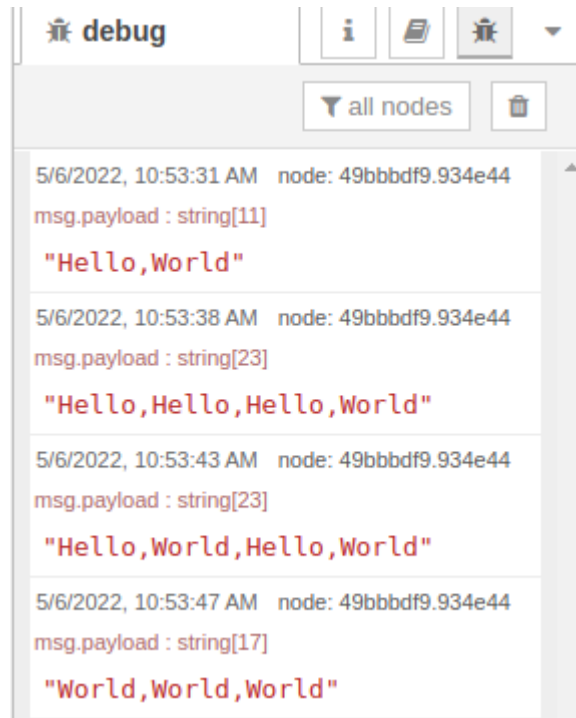 debug
i
all nodes
5/6/2022, 10:53:31 AM node: 49bbbdf9.934e44
msg.payload : string[11]
"Hello,World"
5/6/2022, 10:53:38 AM node: 49bbbdf9.934e44
msg.payload : string[23]
"Hello,Hello,Hello,World"
5/6/2022, 10:53:43 AM node: 49bbbdf9.934e44
msg.payload : string[23]
"Hello,World,Hello,World"
5/6/2022, 10:53:47 AM node: 49bbbdf9.934e44
msg.payload : string[17]
"World,World,World"